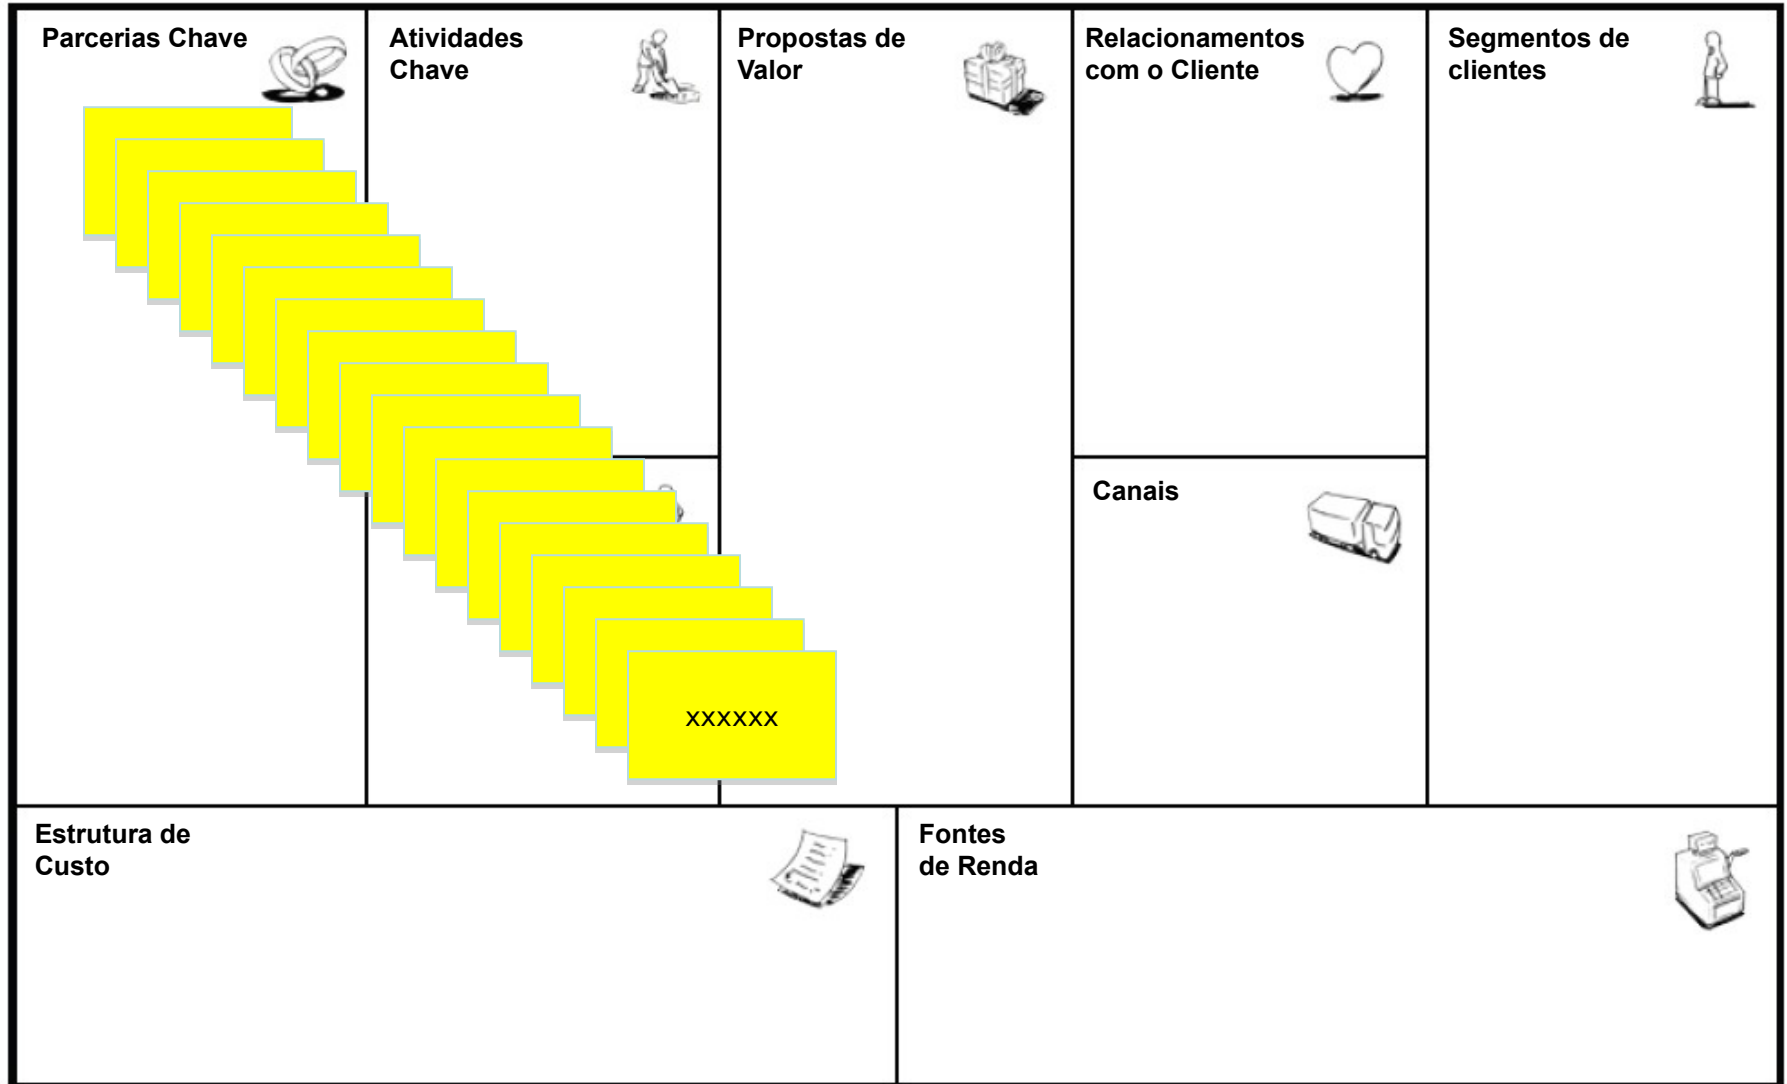 Parcerias Chave
Atividades
Chave
Propostas de
Valor
Relacionamentos
com o Cliente
Segmentos de
clientes
Canais
xxxxxx
Estrutura de
Custo
Fontes
de Renda